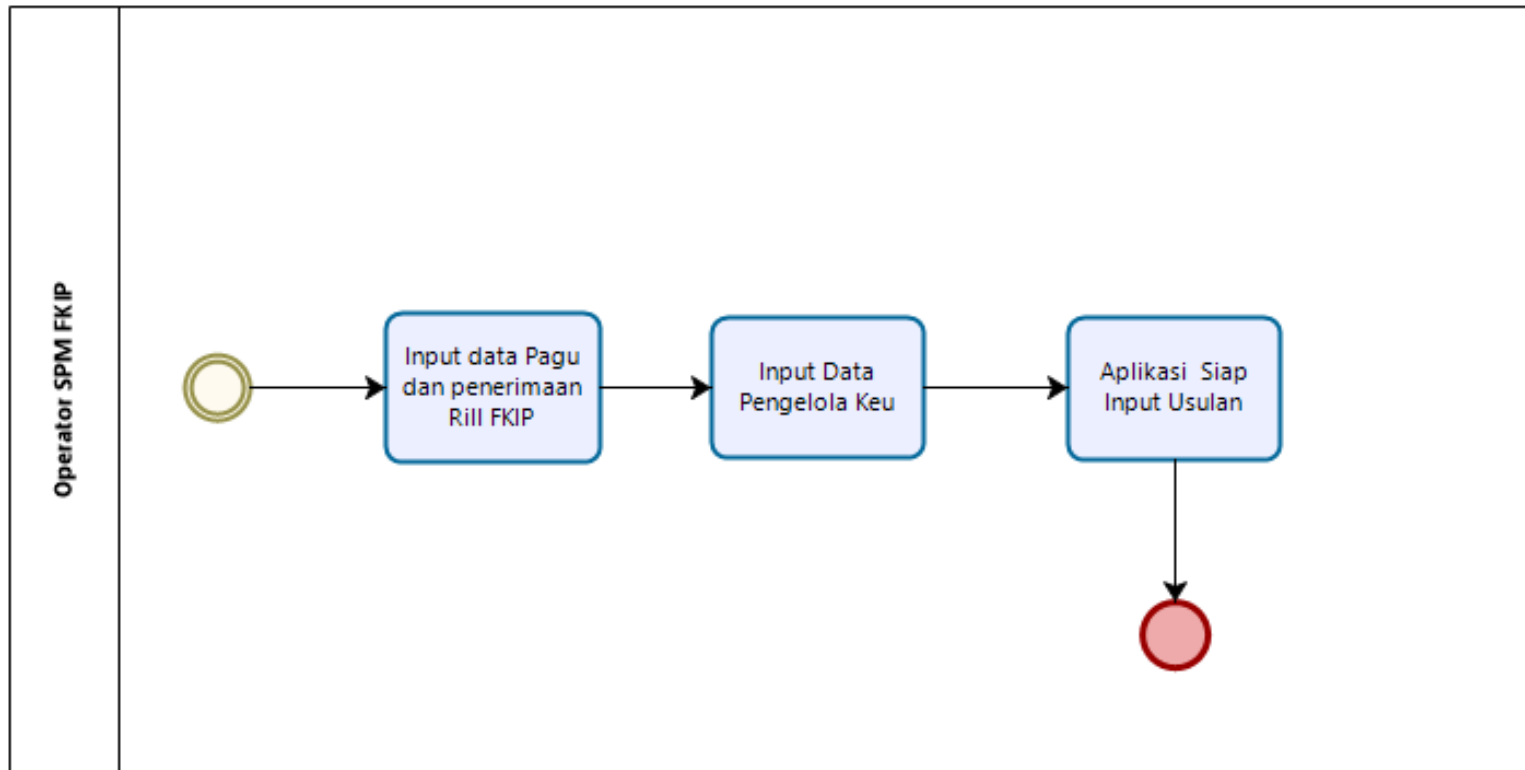 Operator SPM FKIP
Input data Pagu
dan penerimaan
Rill FKIP
Input Data
Pengelola Keu
Aplikasi  Siap
Input Usulan